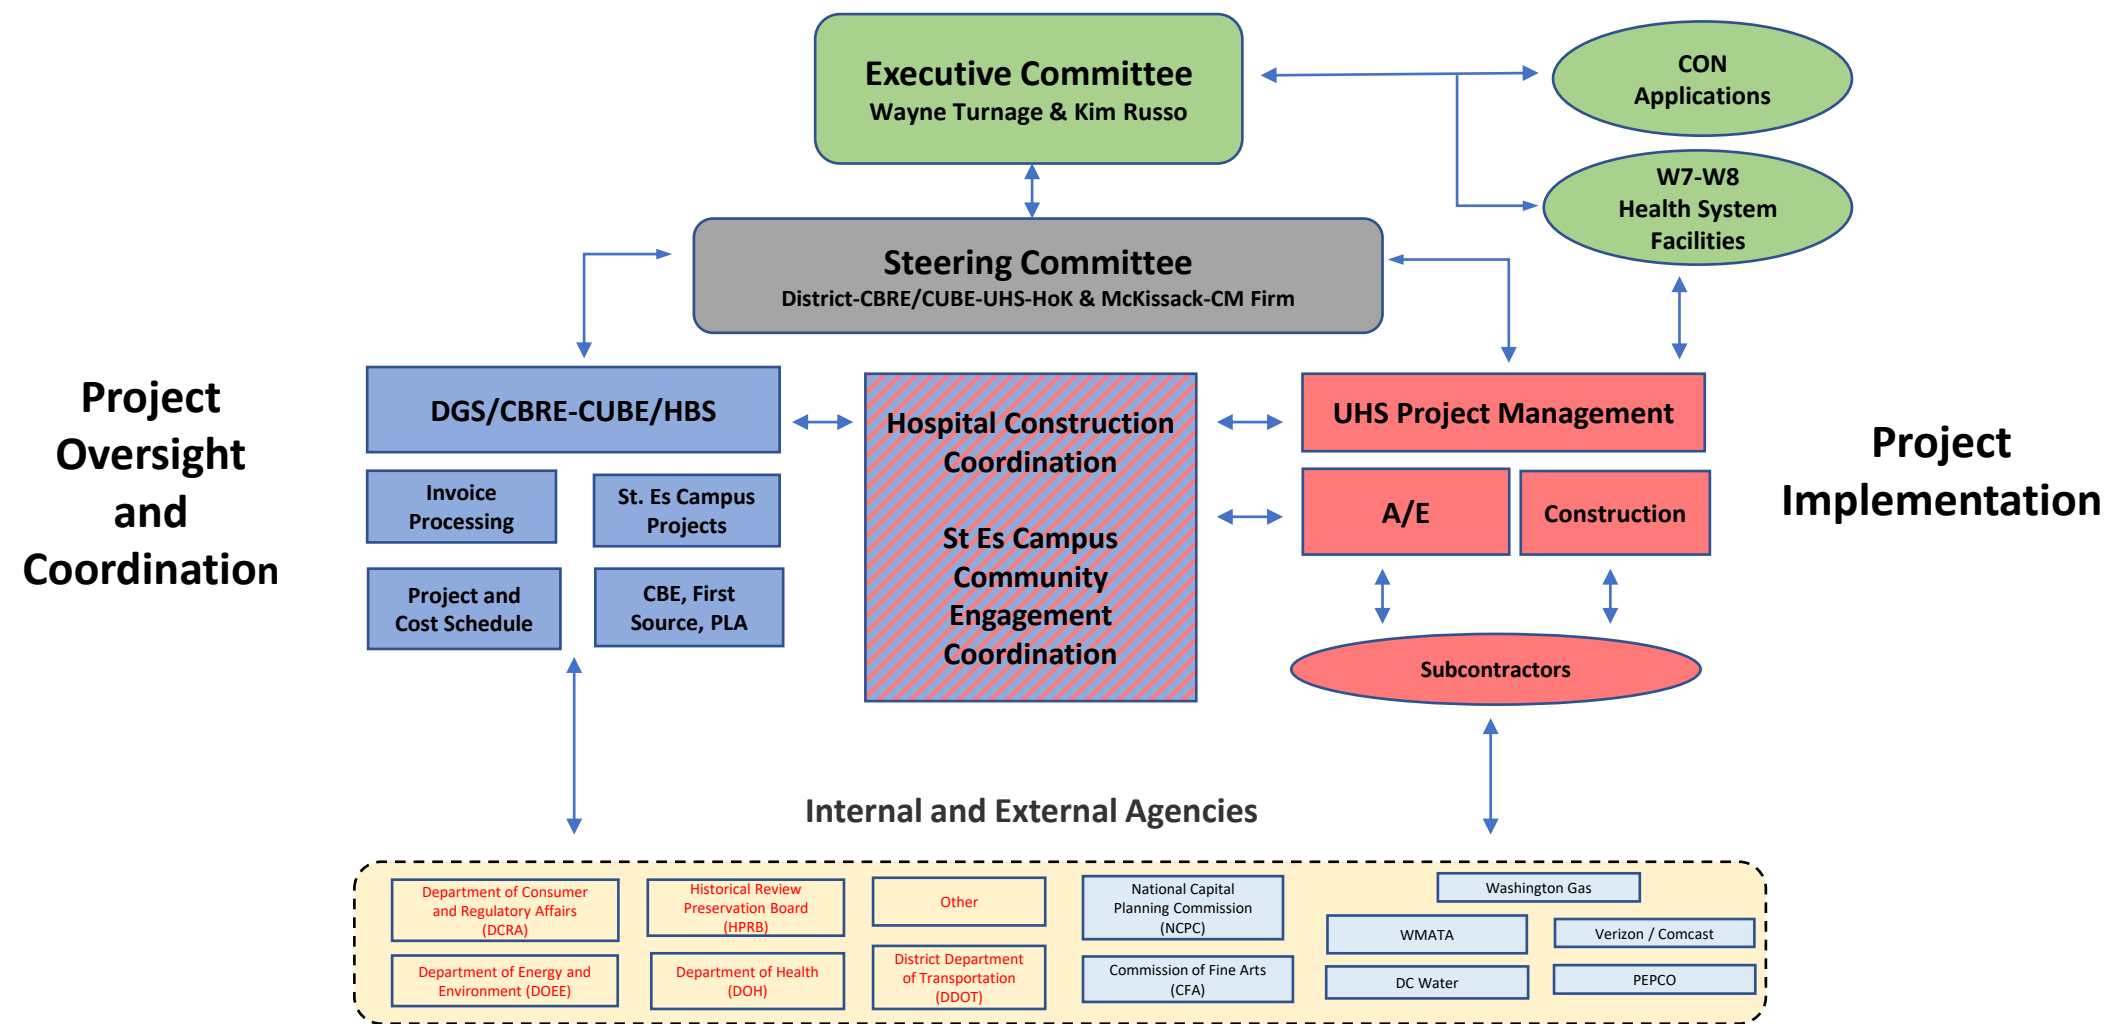 Executive Committee
Wayne Turnage & Kim Russo
CON
Applications
W7-W8
Health System
Facilities
Steering Committee
District-CBRE/CUBE-UHS-HoK & McKissack-CM Firm
Project
Oversight
and
Coordination
DGS/CBRE-CUBE/HBS
Invoice
Processing
St. Es Campus
Projects
Project and
Cost Schedule
CBE, First
Source, PLA
Hospital Construction
Coordination
St Es Campus
Community
Engagement
Coordination
UHS Project Management
A/E
Construction
Subcontractors
Project
Implementation
Internal and External Agencies
Department of Consumer
and Regulatory Affairs
(DCRA)
Historical Review
Preservation Board
(HPRB)
Other
National Capital
Planning Commission
(NCPC)
Washington Gas
WMATA
Verizon / Comcast
Department of Energy and
Environment (DOEE)
Department of Health
(DOH)
District Department
of Transportation
(DDOT)
Commission of Fine Arts
(CFA)
DC Water
PEPCO